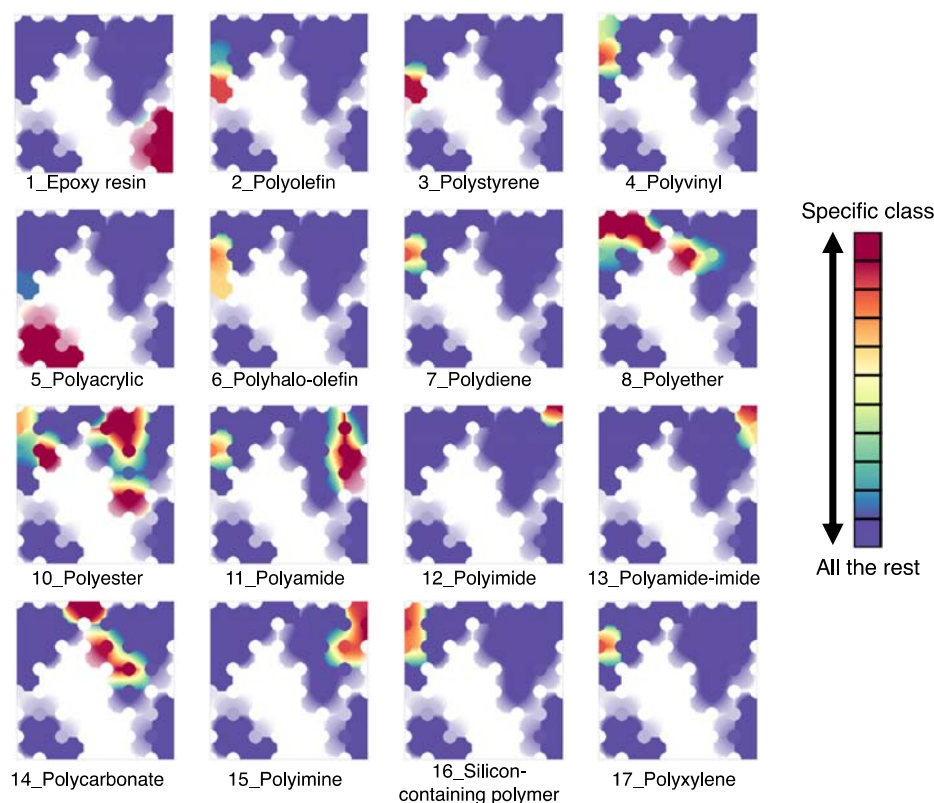 1_Epoxy resin
2_Polyolefin
3_Polystyrene
4_Polyvinyl
Specific class
5_Polyacrylic
6_Polyhalo-olefin
7_Polydiene
8_Polyether
10_Polyester
11_Polyamide
12_Polyimide
13_Polyamide-imide
All the rest
14_Polycarbonate
15_Polyimine
16_Silicon-
containing polymer
17_Polyxylene